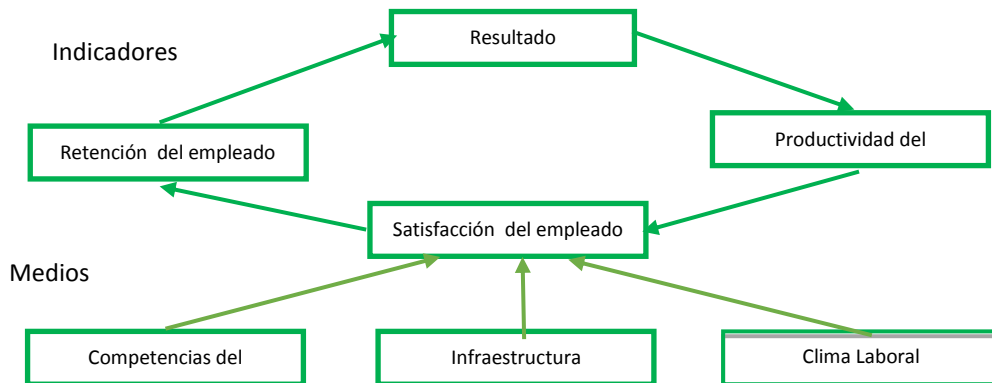 Resultado
Indicadores
Retención del empleado
Productividad del
Satisfacción del empleado
Medios
Competencias del
Infraestructura
Clima Laboral